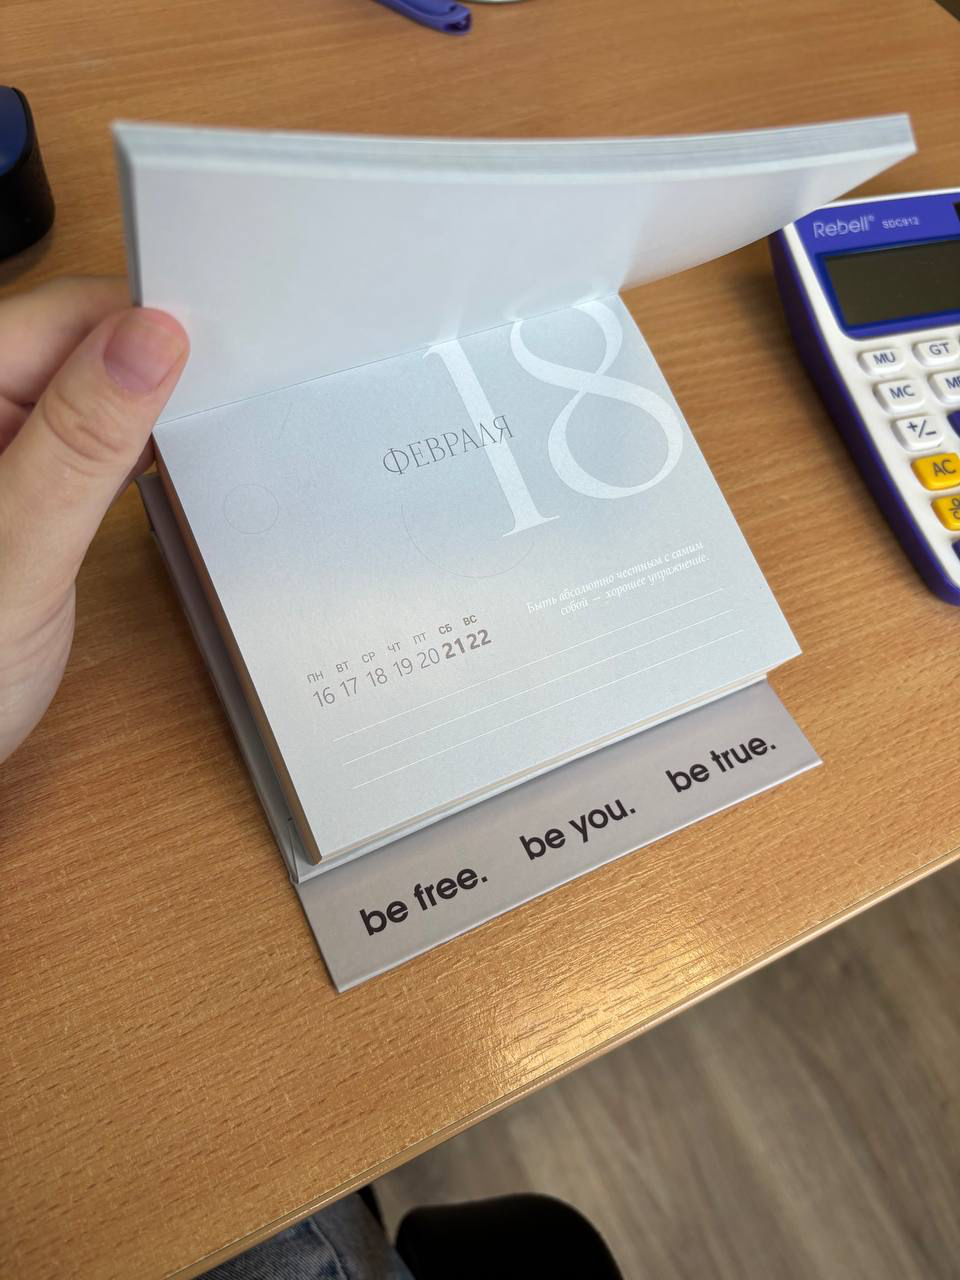 Rebell® SDC912
MU GT
MC
+/−
AC
18
ФЕВРАЛЯ
Быть абсолютно честным с самим
собой — хорошее упражнение.
ПН ВТ СР ЧТ ПТ СБ ВС
16 17 18 19 20 21 22
be free. be you. be true.